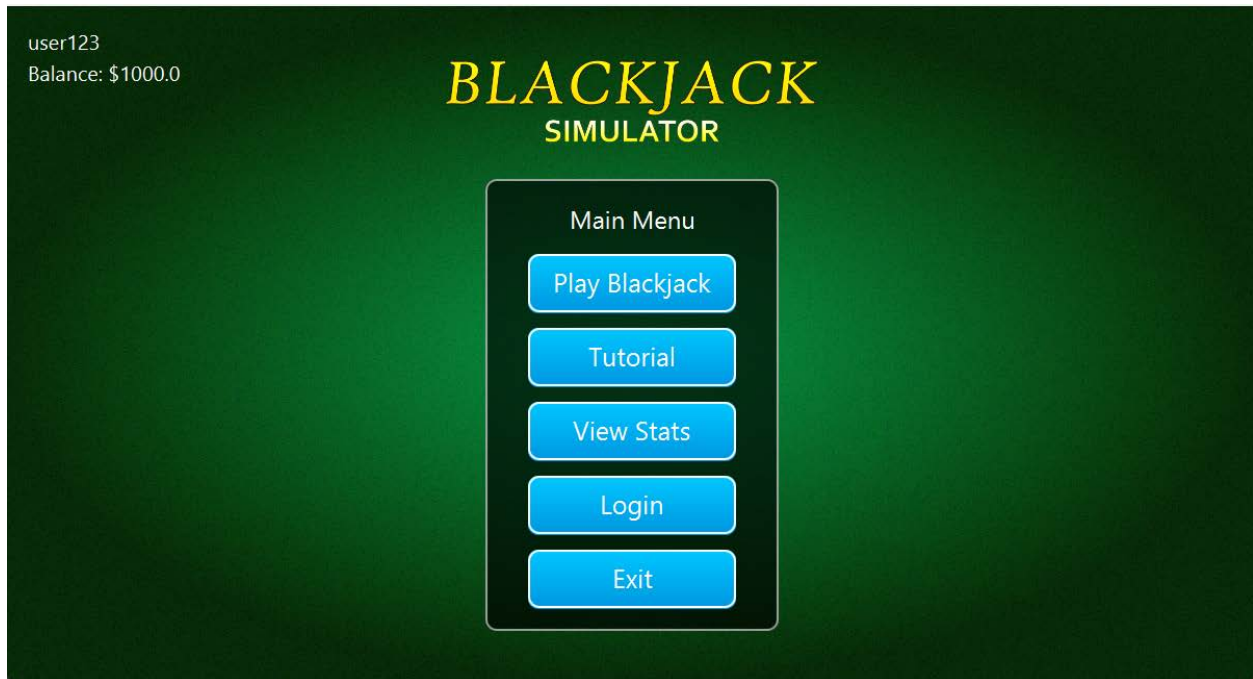 user123
Balance: $1000.0
BLACKJACK
SIMULATOR
Main Menu
Play Blackjack
Tutorial
View Stats
Login
Exit